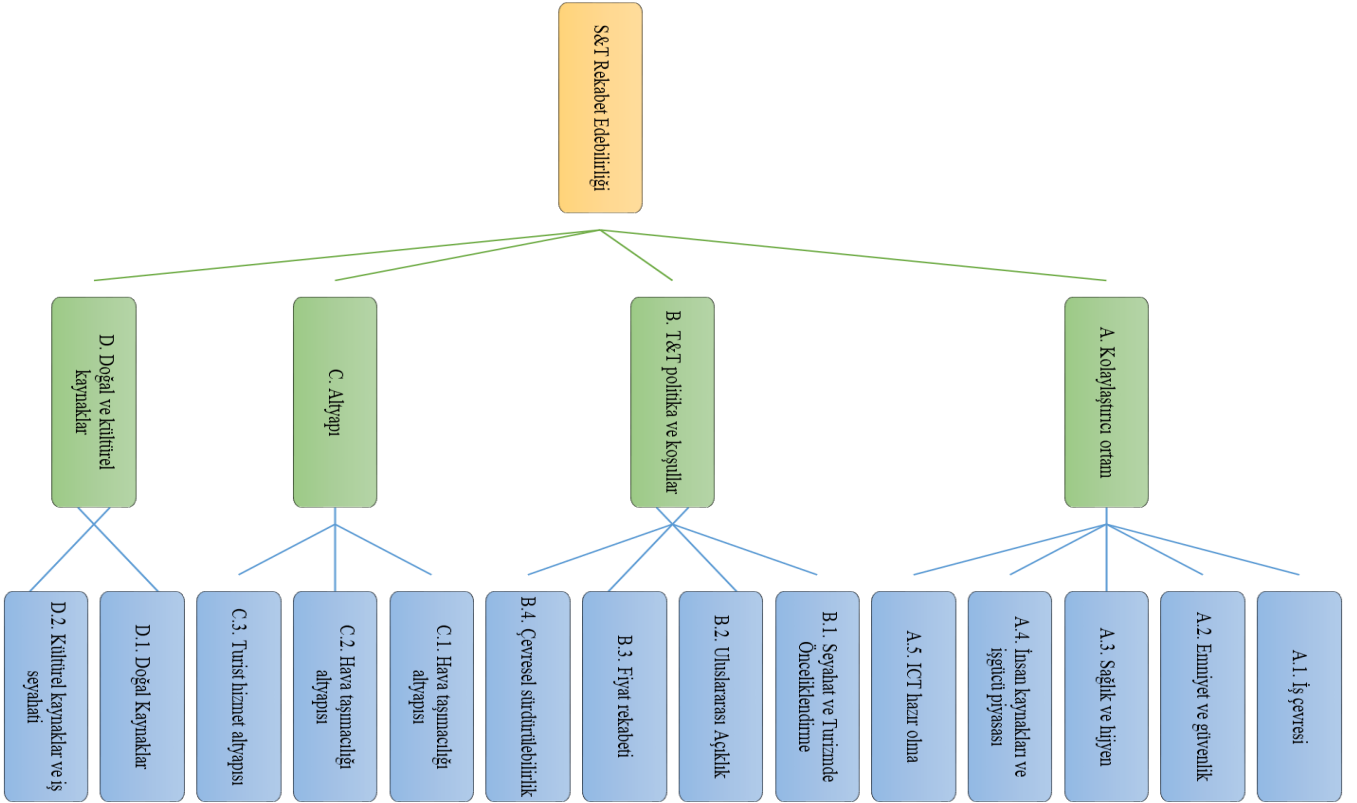 S&T Rekabet Edebilirliği
A. Kolaylaştırıcı ortam
B. T&T politika ve koşullar
C. Altyapı
D. Doğal ve kültürel
kaynaklar
A.1. İş çevresi
A.2. Emniyet ve güvenlik
A.3. Sağlık ve hijyen
A.4. İnsan kaynakları ve
işgücü piyasası
A.5. ICT hazır olma
B.1. Seyahat ve Turizmde
Önceliklendirme
B.2. Uluslararası Açıklık
B.3. Fiyat rekabeti
B.4. Çevresel sürdürülebilirlik
C.1. Hava taşımacılığı
altyapısı
C.2. Hava taşımacılığı
altyapısı
C.3. Turist hizmet altyapısı
D.1. Doğal Kaynaklar
D.2. Kültürel kaynaklar ve iş
seyahati